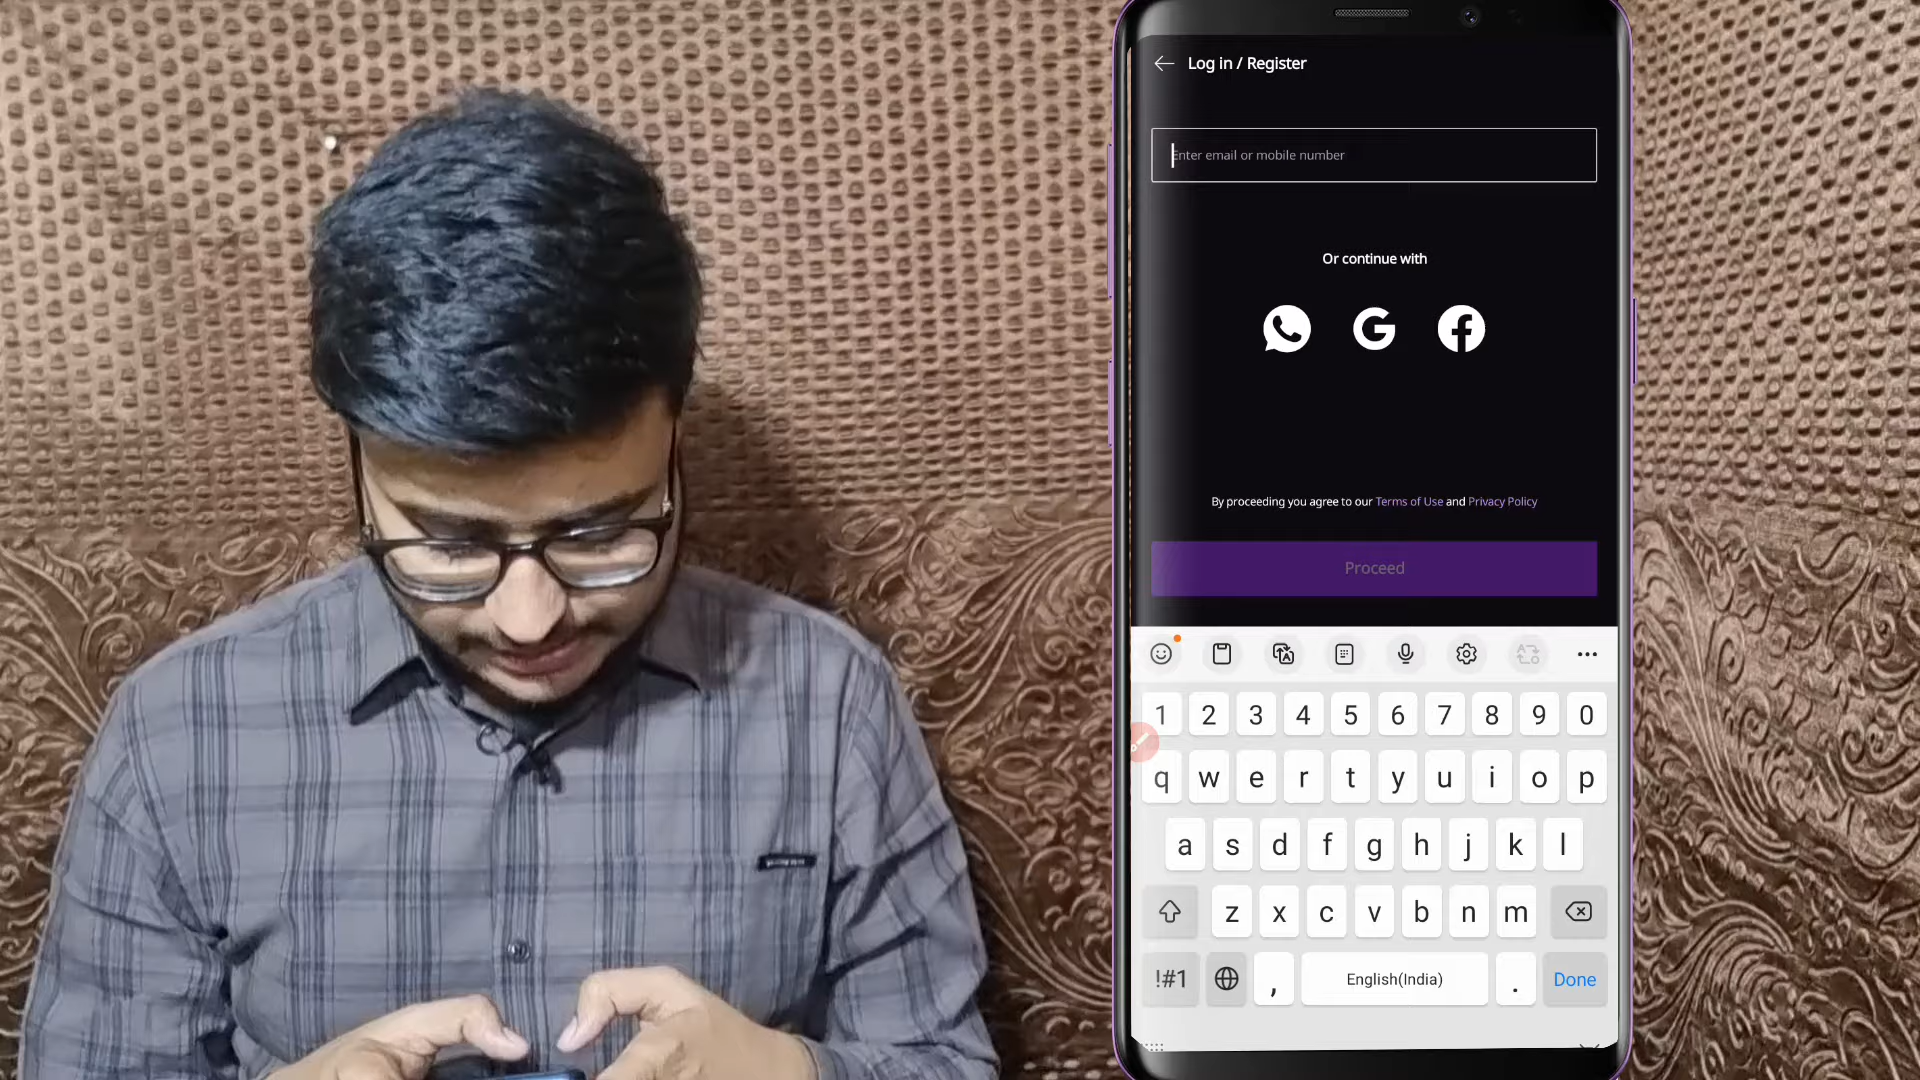 Log in / Register
Enter email or mobile number
Or continue with
By proceeding you agree to our Terms of Use and Privacy Policy
Proceed
1 2 3 4 5 6 7 8 9 0
q w e r t y u i o p
a s d f g h j k l
z x c v b n m
!#1 , English(India) . Done